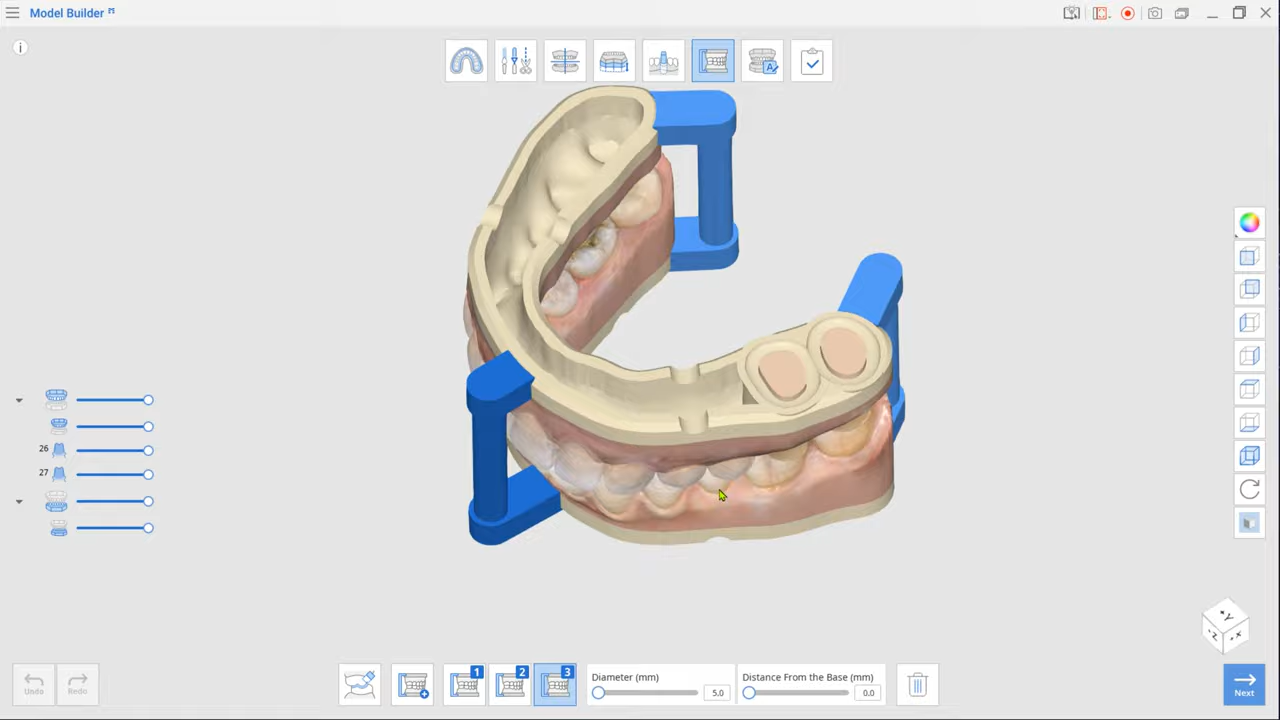 Model Builder
i
A
26
27
Undo
Redo
1
2
3
Diameter (mm)
5.0
Distance From the Base (mm)
0.0
Next
Y
-Z
-X